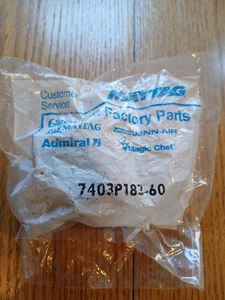 Customer
Service
MAYTAG
Factory Parts
MAYTAG
JENN-AIR
Admiral
Magic Chef
7403P183-60